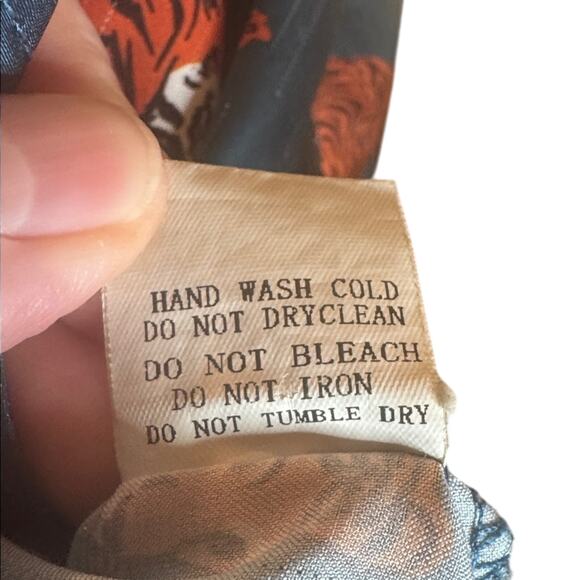 HAND WASH COLD
DO NOT DRYCLEAN
DO NOT BLEACH
DO NOT IRON
DO NOT TUMBLE DRY